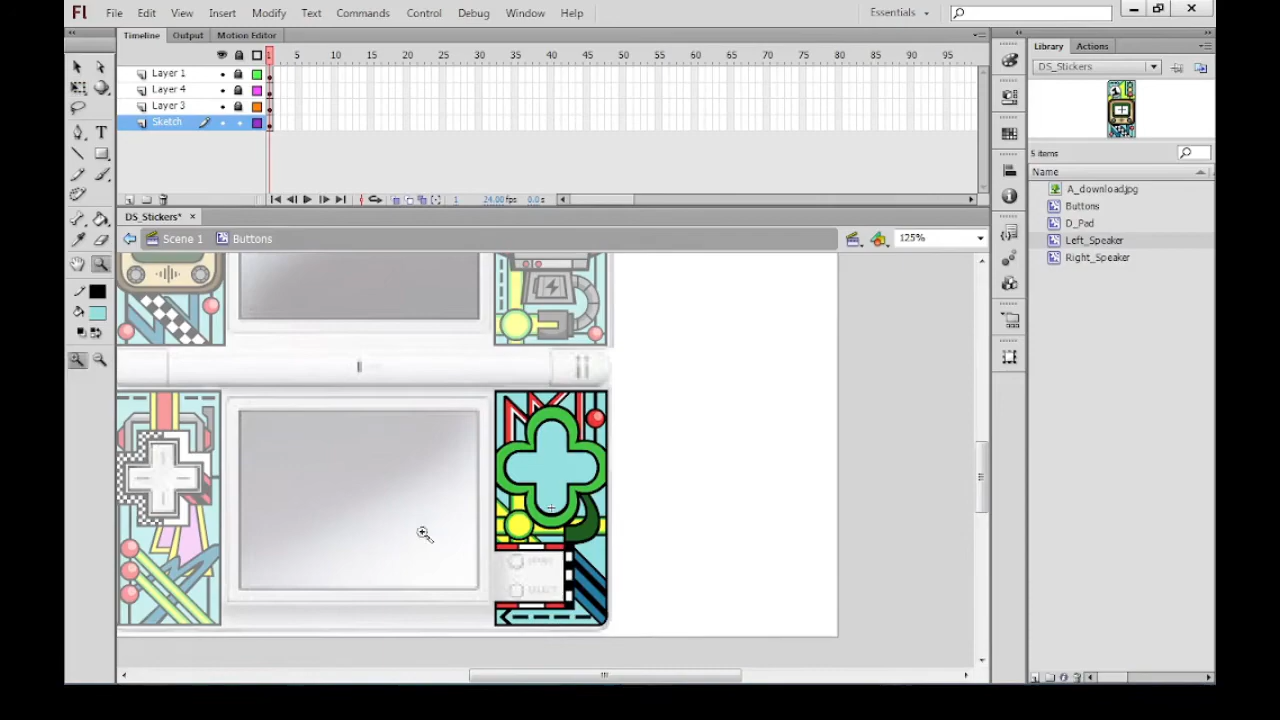 Fl File Edit View Insert Modify Text Commands Control Debug Window Help Essentials
Timeline Output Motion Editor
Library Actions
1 5 10 15 20 25 30 35 40 45 50 55 60 65 70 75 80 85 90 95
DS_Stickers
Layer 1
Layer 4
Layer 3
Sketch
5 items
Name
A_download.jpg
Buttons
D_Pad
Left_Speaker
Right_Speaker
1 24.00 fps 0.0 s
DS_Stickers*
Scene 1 Buttons 125%
SELECT